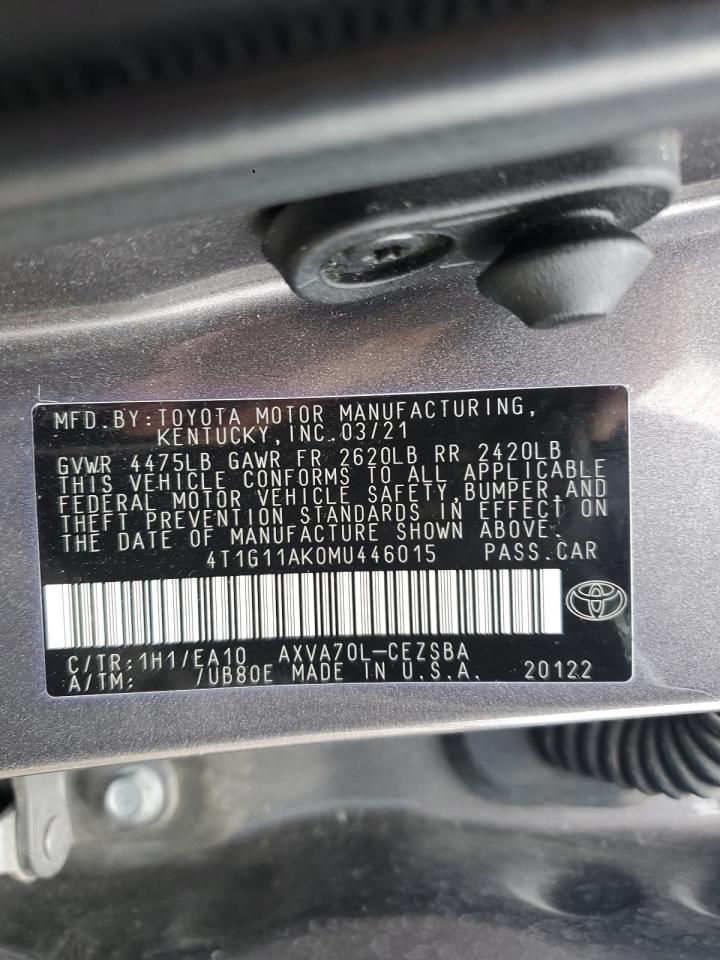 MFD.BY:TOYOTA MOTOR MANUFACTURING,
KENTUCKY,INC.03/21
GVWR 4475LB GAWR FR 2620LB RR 2420LB
THIS VEHICLE CONFORMS TO ALL APPLICABLE
FEDERAL MOTOR VEHICLE SAFETY,BUMPER,AND
THEFT PREVENTION STANDARDS IN EFFECT ON
THE DATE OF MANUFACTURE SHOWN ABOVE.
4T1G11AK0MU446015 PASS.CAR
C/TR:1H1/EA10 AXVA70L-CEZSBA
A/TM: /UB80E MADE IN U.S.A. 20122